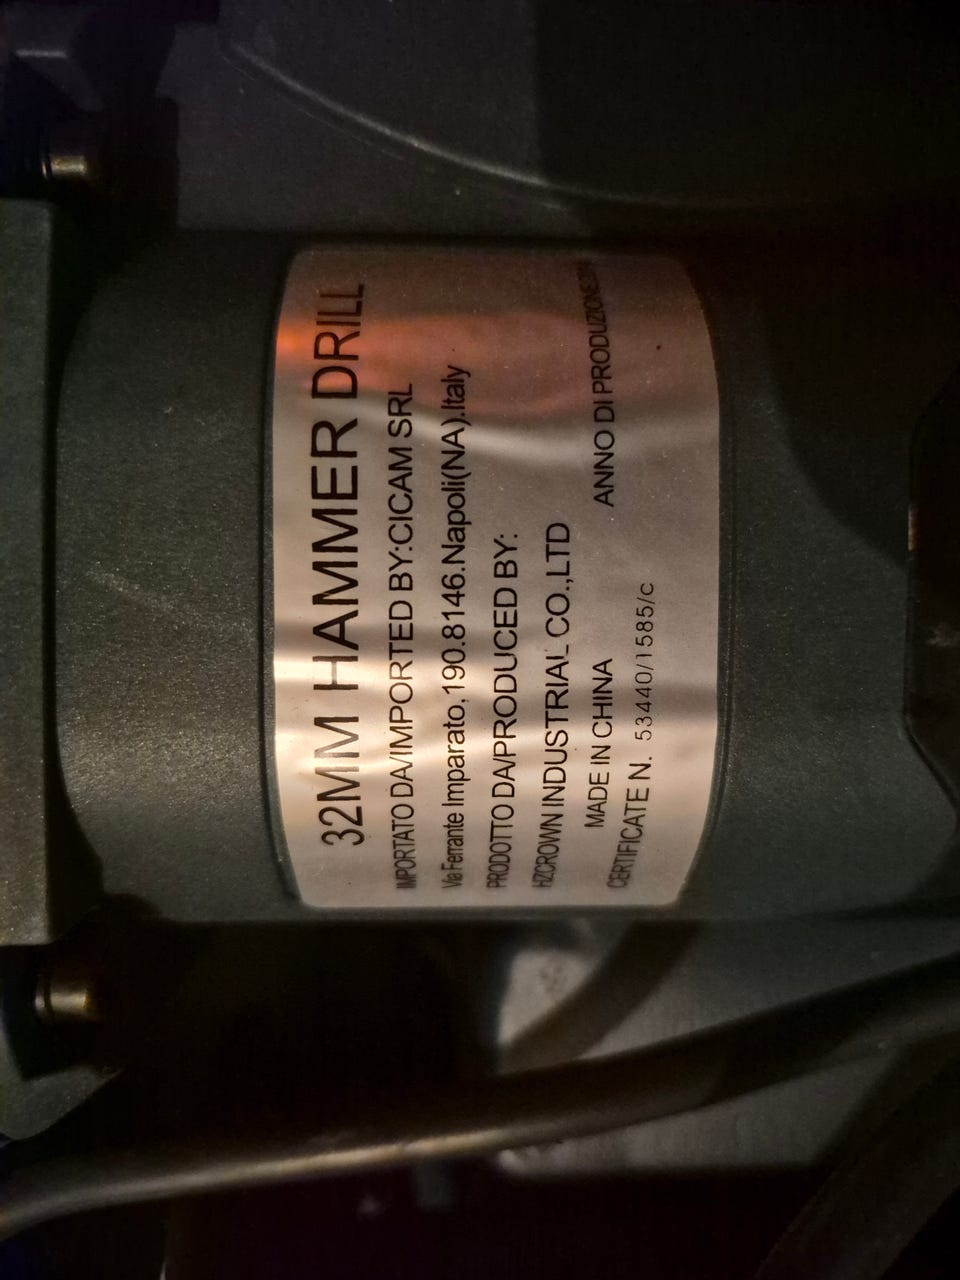 32MM HAMMER DRILL
IMPORTATO DA/IMPORTED BY:CICAM SRL
Via Ferrante Imparato,190.8146.Napoli(NA).Italy
PRODOTTO DA/PRODUCED BY:
HZCROWN INDUSTRIAL CO.,LTD
MADE IN CHINA ANNO DI PRODUZIONE
CERTIFICATE N. 53440/1585/c